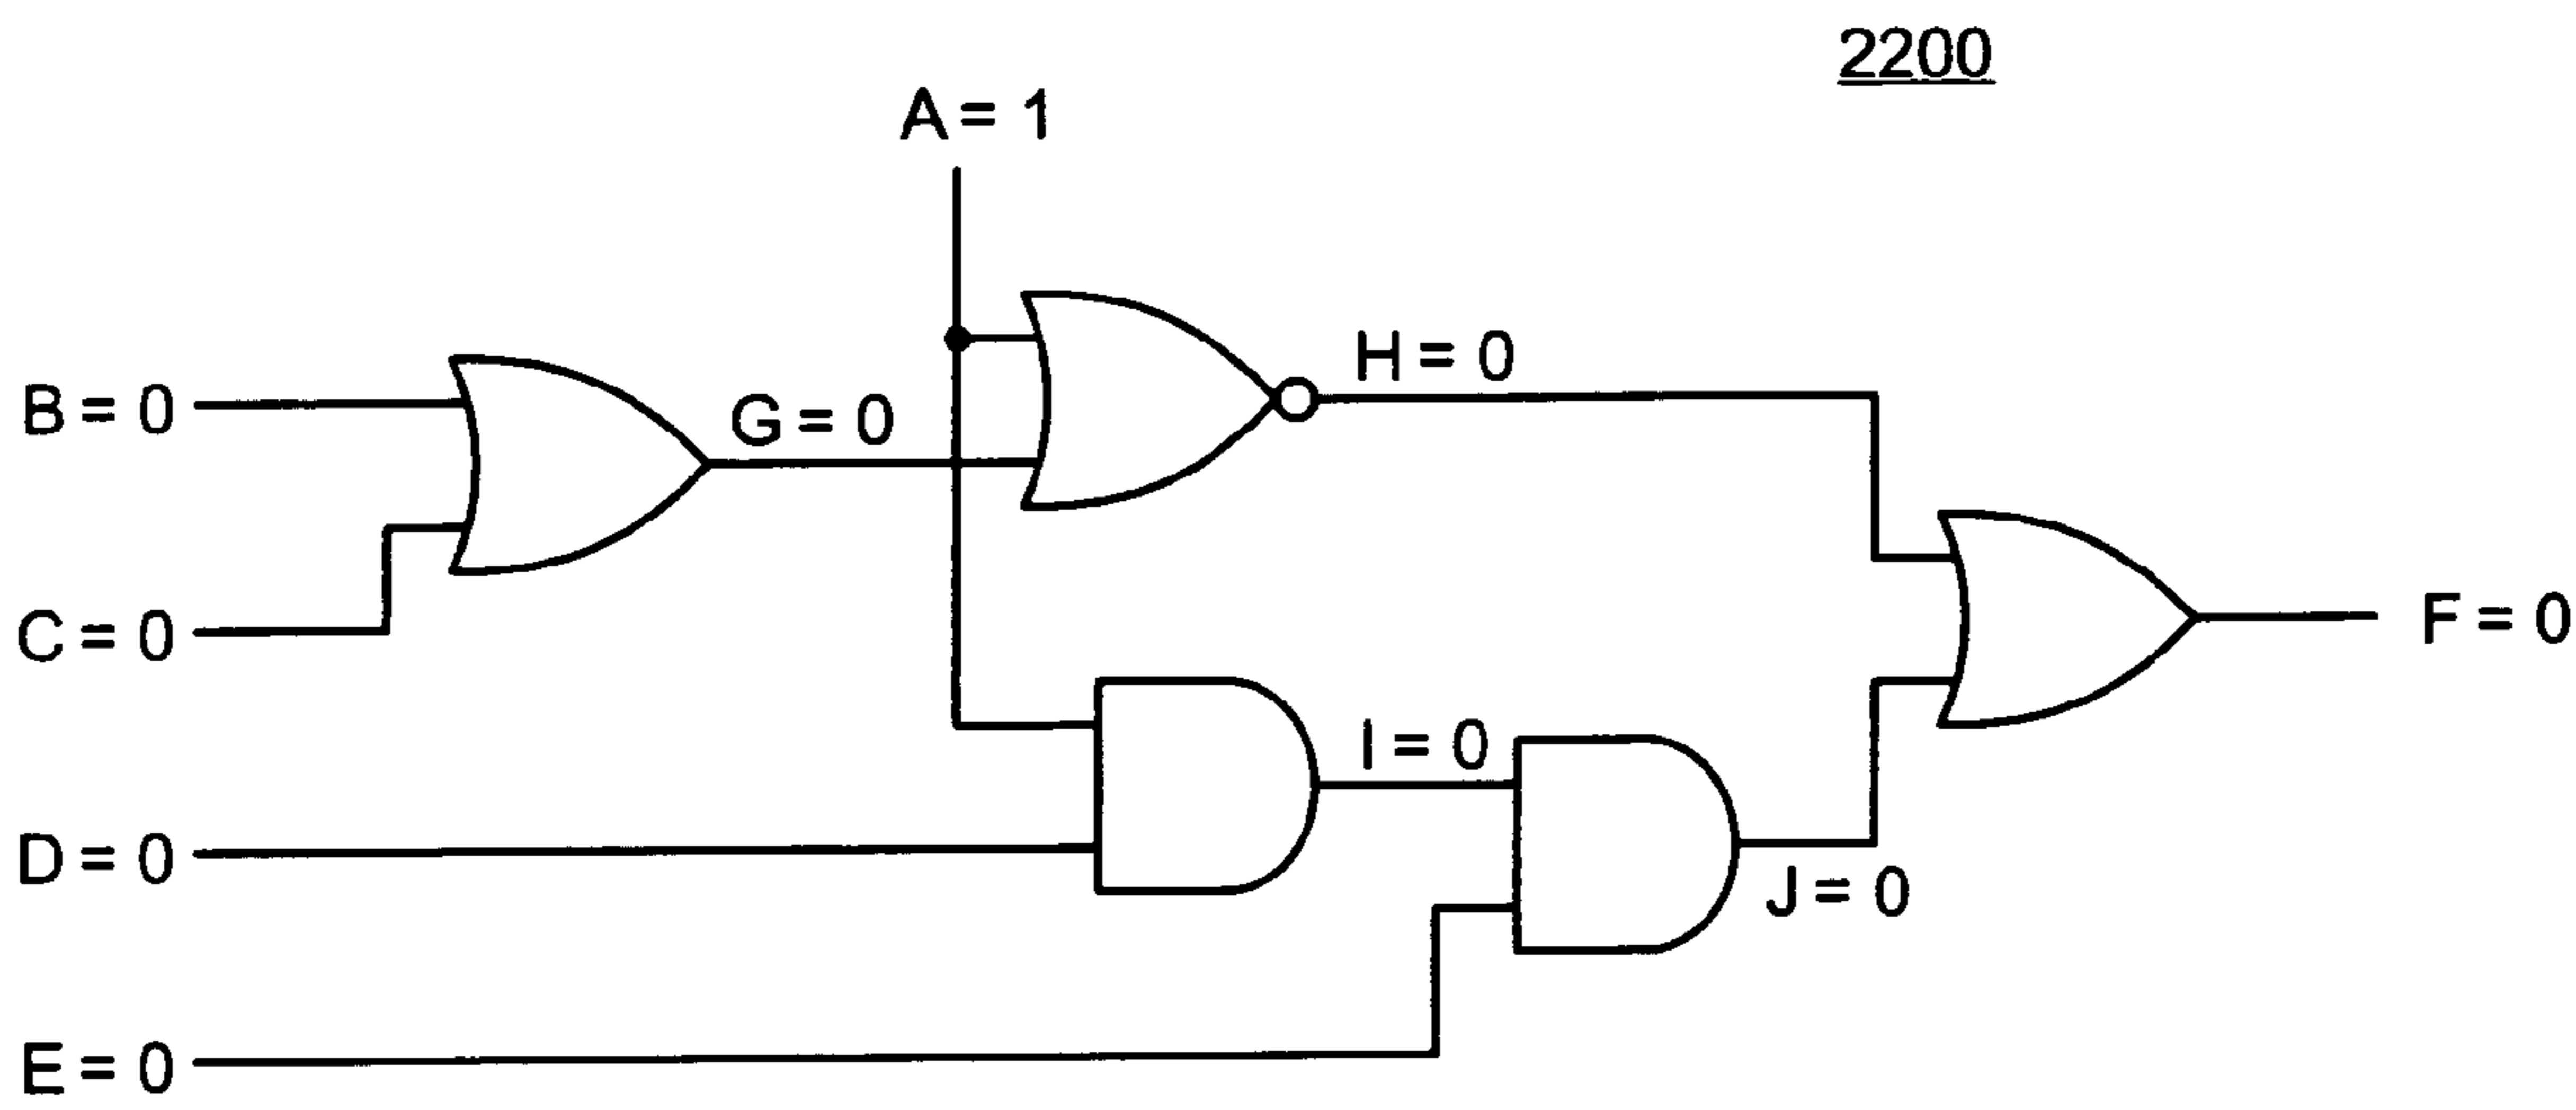 2200
A = 1
B = 0
G = 0
H = 0
C = 0
F = 0
I = 0
D = 0
J = 0
E = 0